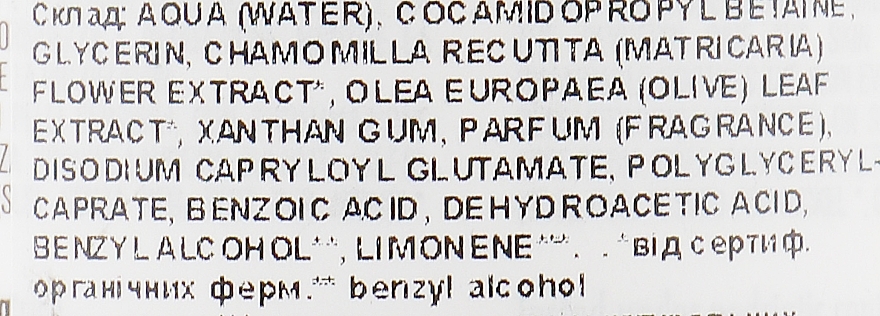 Склад: AQUA (WATER), COCAMIDOPROPYL BETAINE,
GLYCERIN, CHAMOMILLA RECUTITA (MATRICARIA)
FLOWER EXTRACT*, OLEA EUROPAEA (OLIVE) LEAF
EXTRACT*, XANTHAN GUM, PARFUM (FRAGRANCE),
DISODIUM CAPRYLOYL GLUTAMATE, POLYGLYCERYL-
CAPRATE, BENZOIC ACID, DEHYDROACETIC ACID,
BENZYL ALCOHOL**, LIMONENE***. . *від сертиф.
органічних ферм.** benzyl alcohol